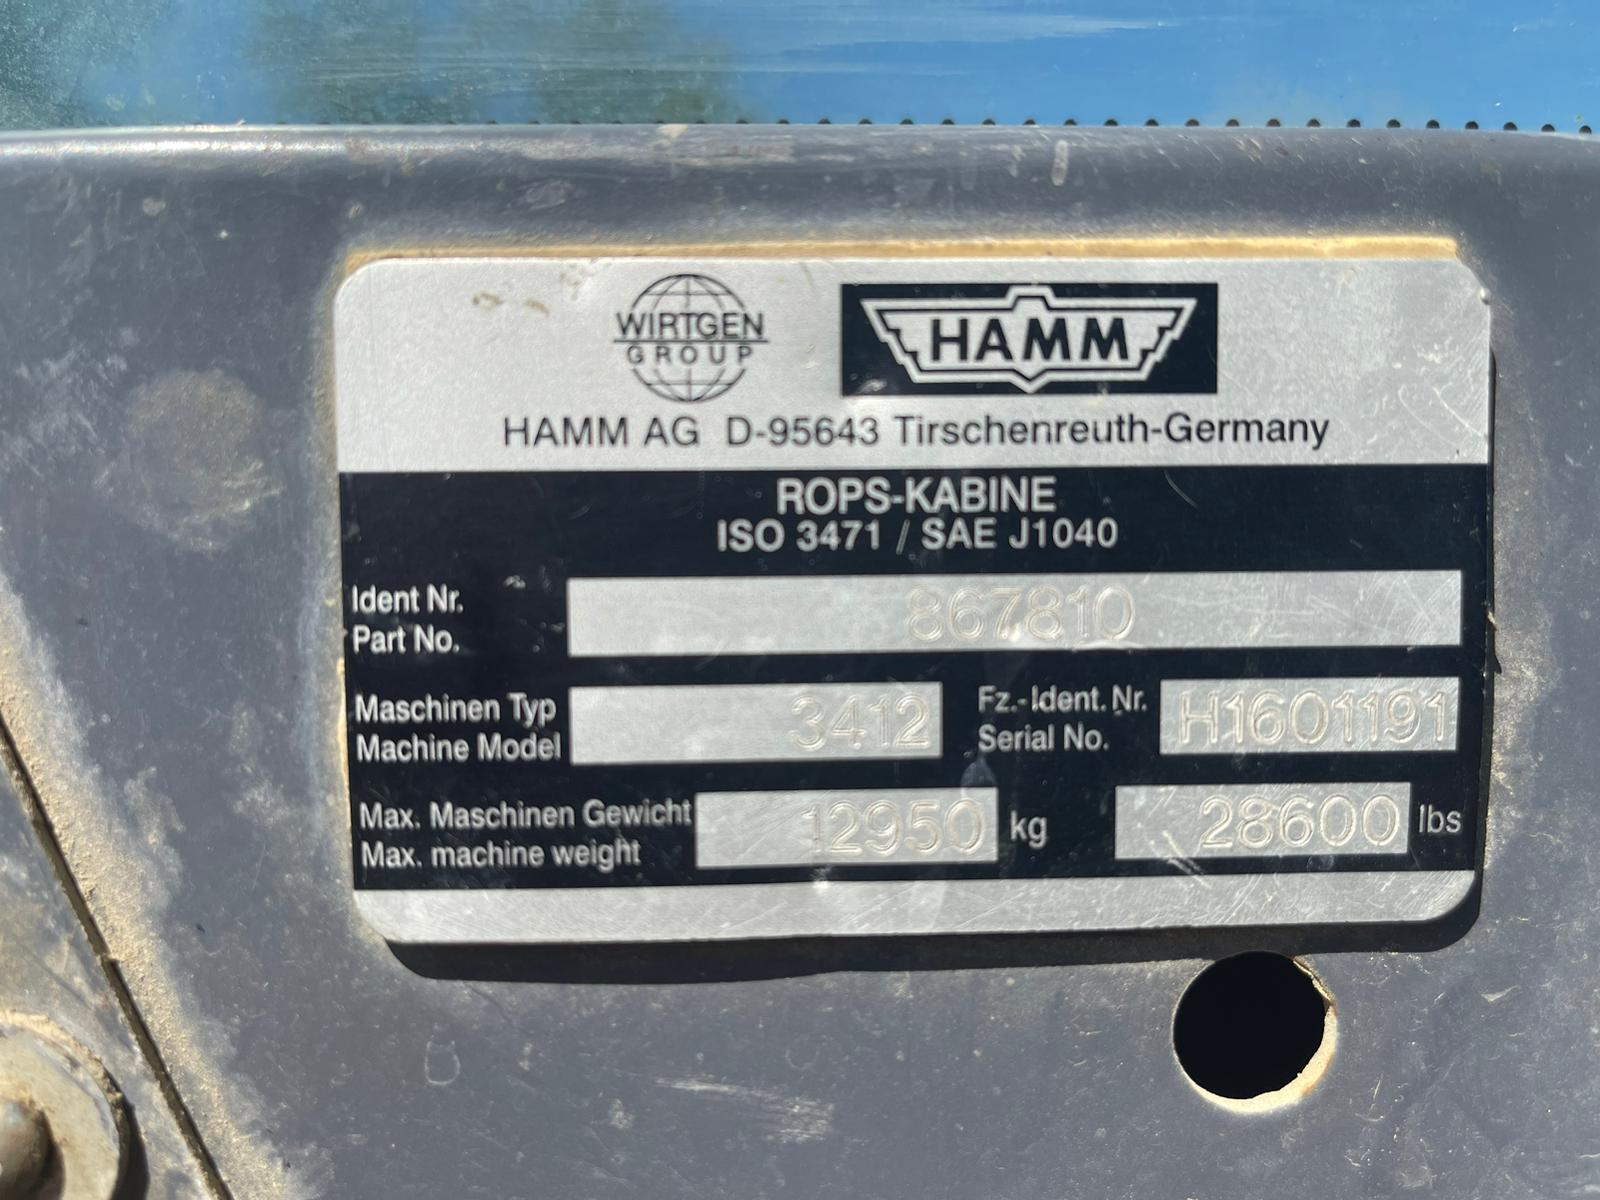 WIRTGEN
GROUP
HAMM
HAMM AG D-95643 Tirschenreuth-Germany
ROPS-KABINE
ISO 3471 / SAE J1040
Ident Nr.
Part No.
867810
Maschinen Typ
Machine Model
3412
Fz.-Ident. Nr.
Serial No.
H1601191
Max. Maschinen Gewicht
Max. machine weight
12950 kg
28600 lbs